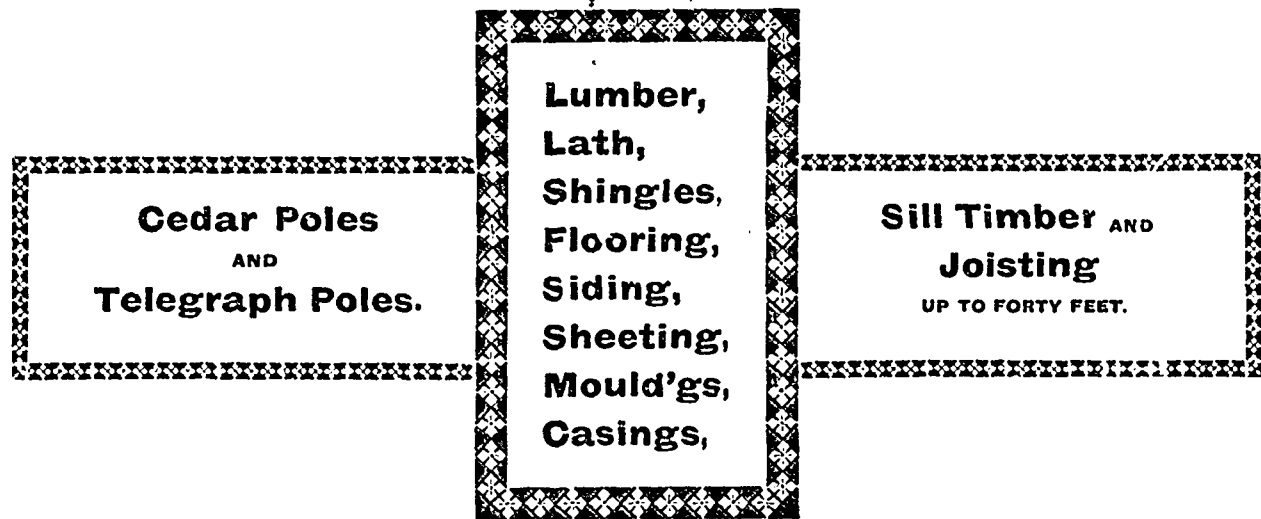 Cedar Poles
AND
Telegraph Poles.
Lumber,
Lath,
Shingles,
Flooring,
Siding,
Sheeting,
Mould'gs,
Casings,
Sill Timber AND
Joisting
UP TO FORTY FEET.